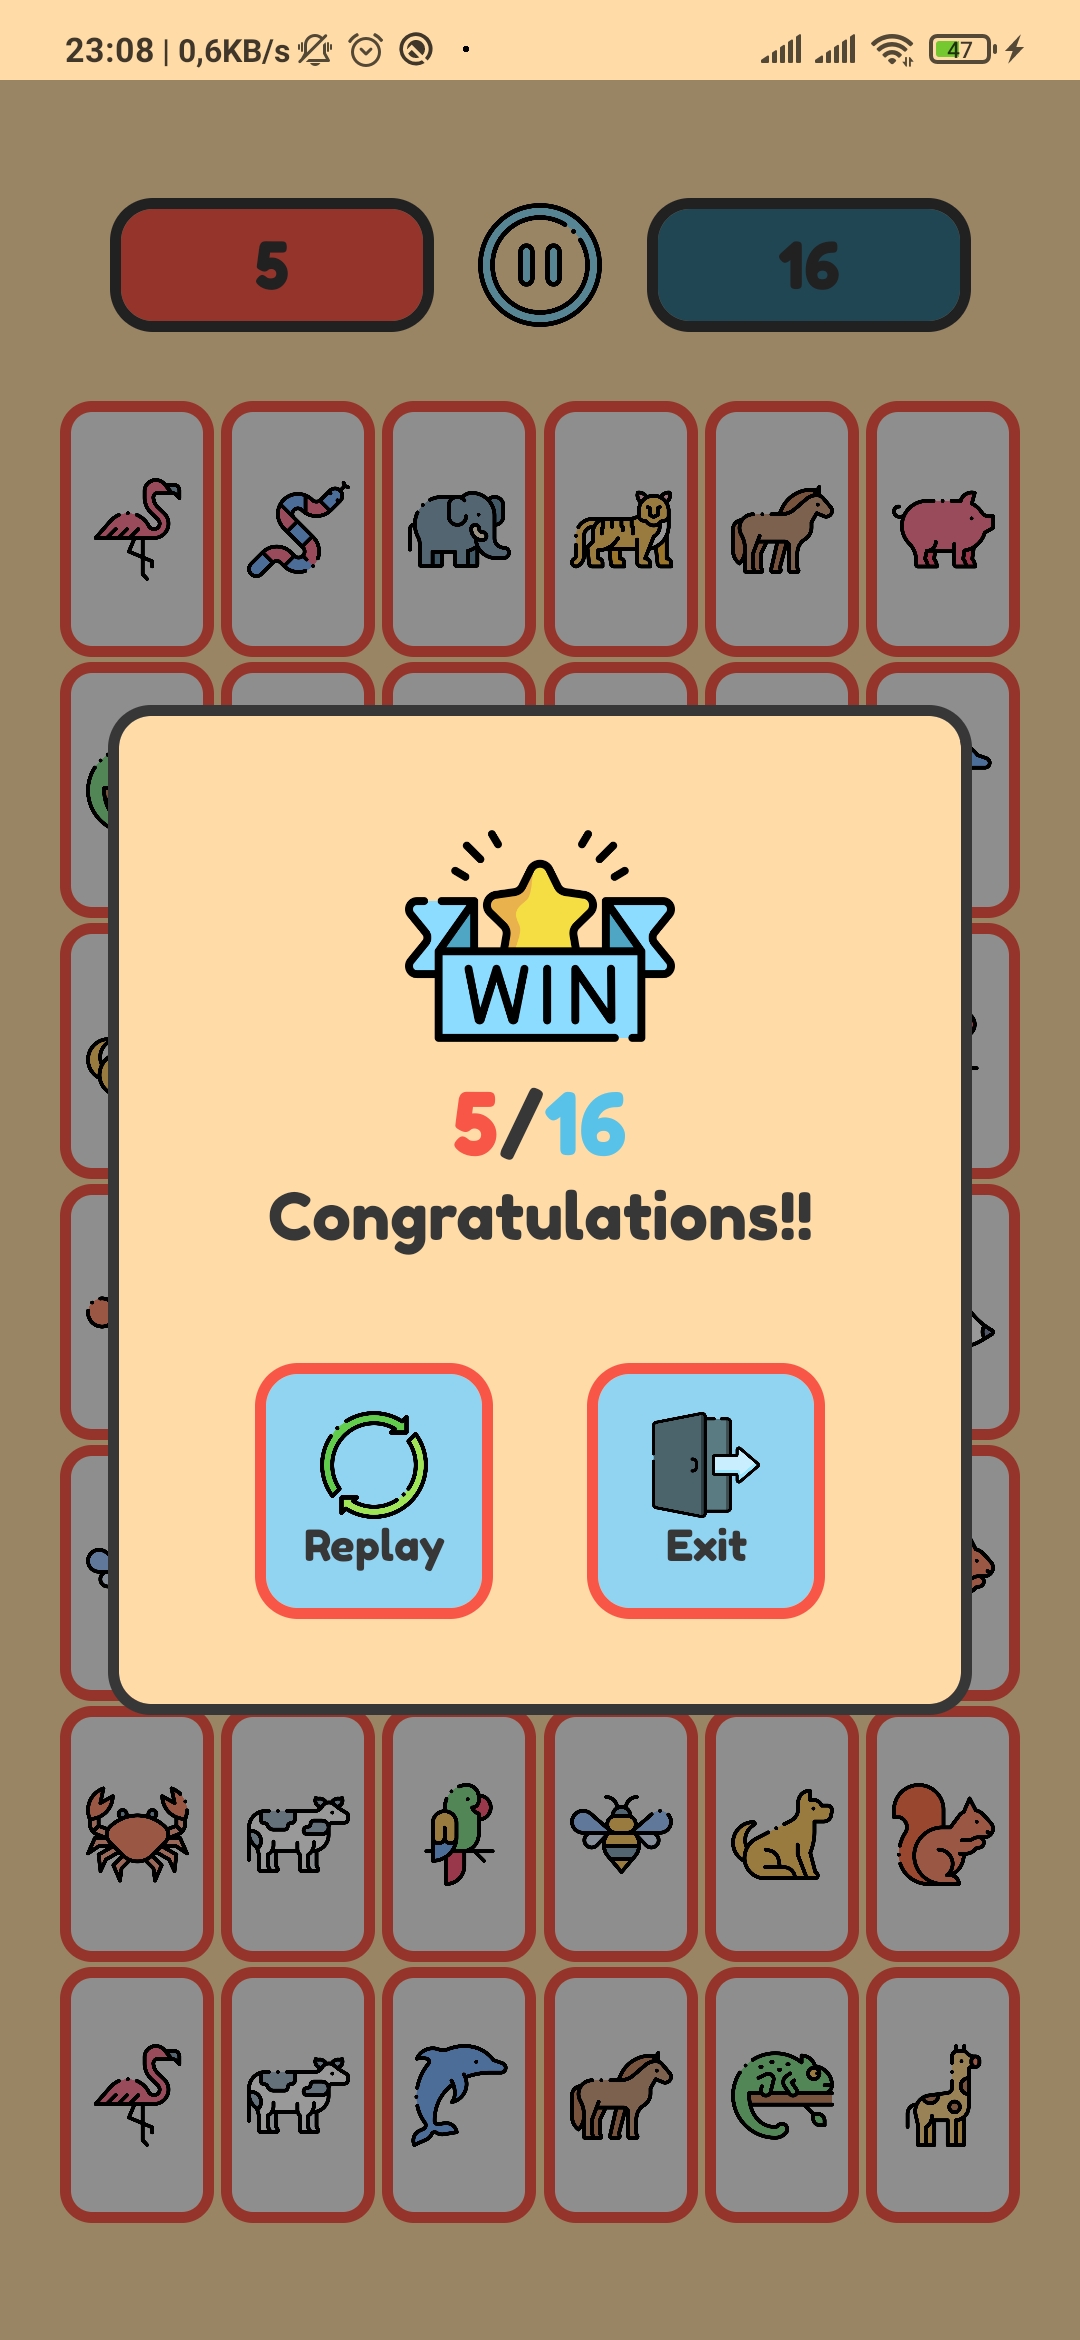 23:08 | 0,6KB/s
47
5
16
WIN
5/16
Congratulations!!
Replay
Exit